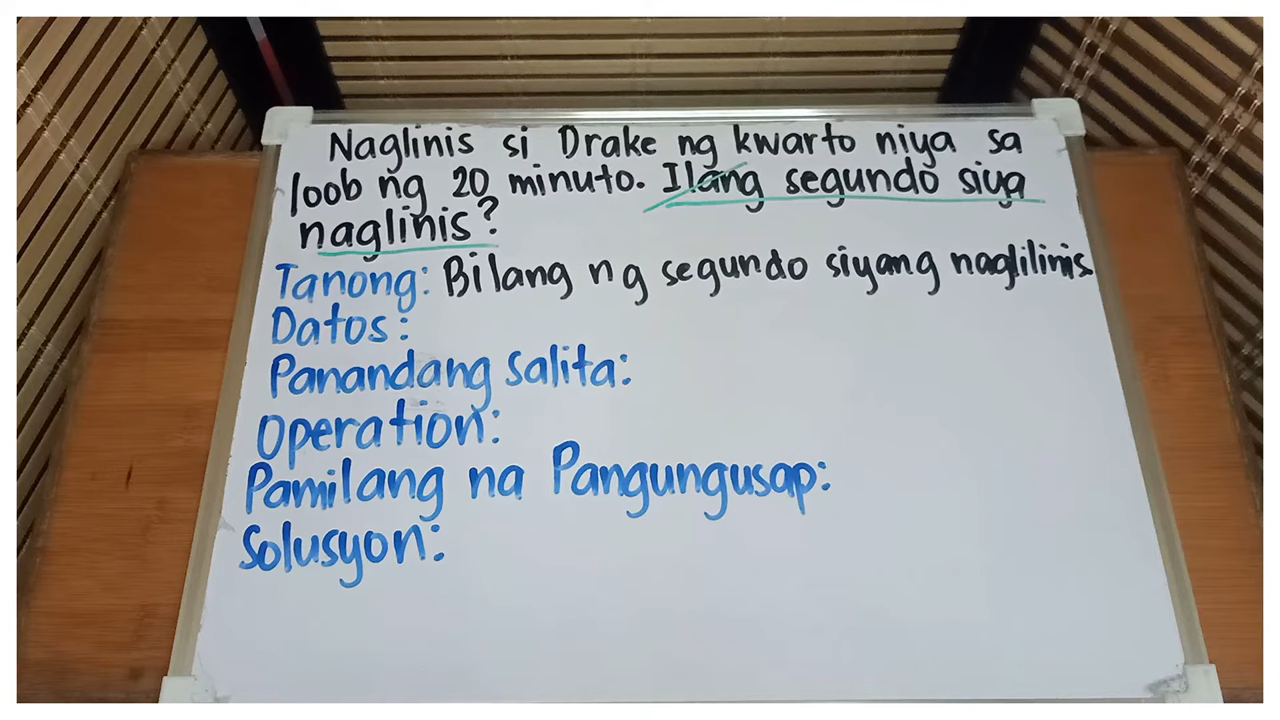 Naglinis si Drake ng kwarto niya sa
loob ng 20 minuto. Ilang segundo siya
naglinis?
Tanong: Bilang ng segundo siyang naglilinis.
Datos:
Panandang salita:
Operation:
Pamilang na Pangungusap:
Solusyon: